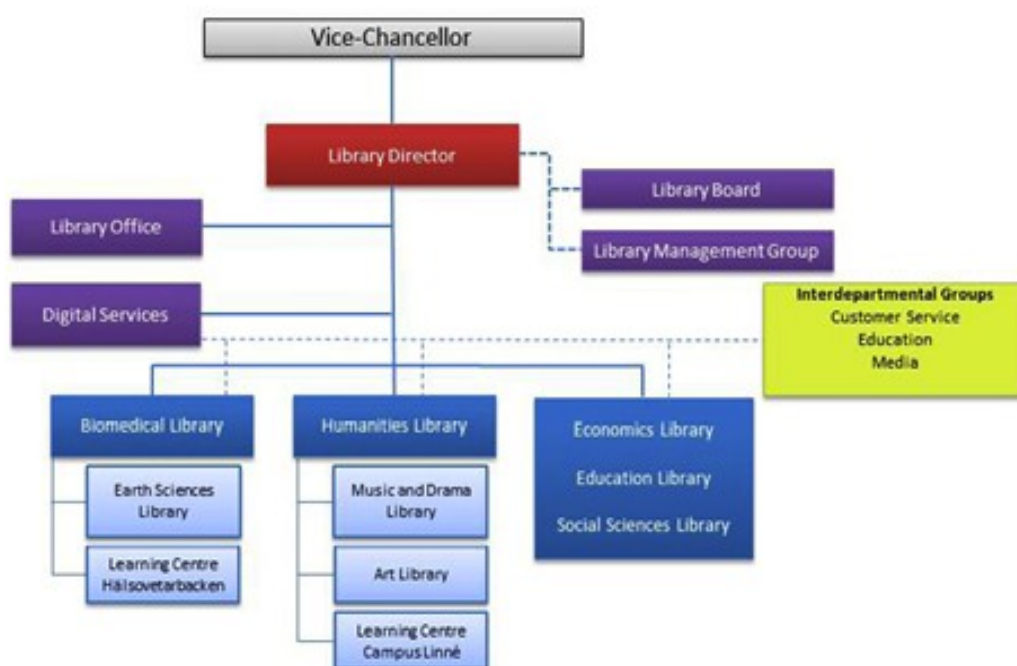 Vice-Chancellor
Library Director
Library Board
Library Office
Library Management Group
Digital Services
Interdepartmental Groups
Customer Service
Education
Media
Biomedical Library
Humanities Library
Economics Library
Education Library
Social Sciences Library
Earth Sciences
Library
Learning Centre
Hälsovetarbacken
Music and Drama
Library
Art Library
Learning Centre
Campus Linné